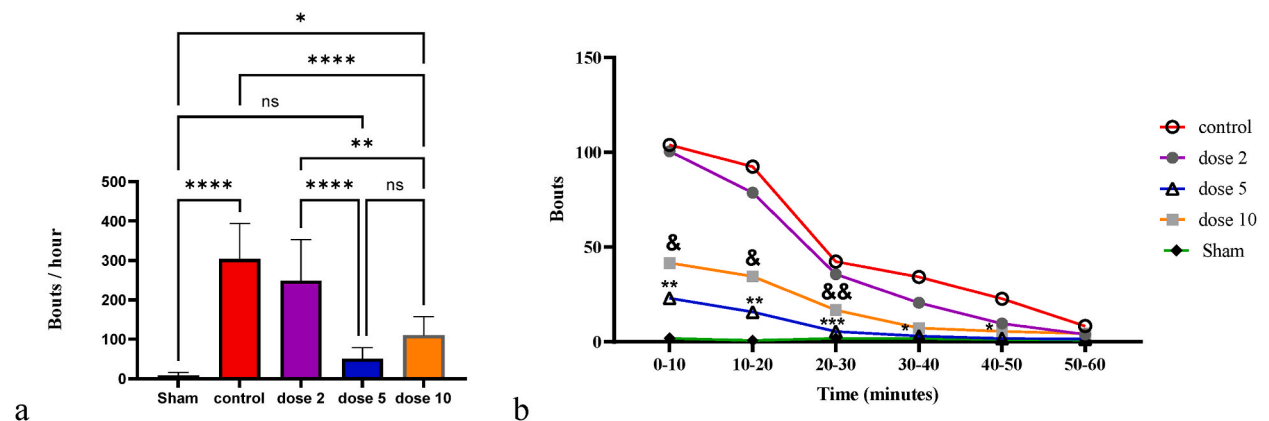 *
****
ns
**
**** **** ns
500
400
300
200
100
0
Bouts / hour
Sham control dose 2 dose 5 dose 10
a
150
100
50
0
Bouts
&
&
&&
**
**
***
*
*
0-10 10-20 20-30 30-40 40-50 50-60
Time (minutes)
control
dose 2
dose 5
dose 10
Sham
b